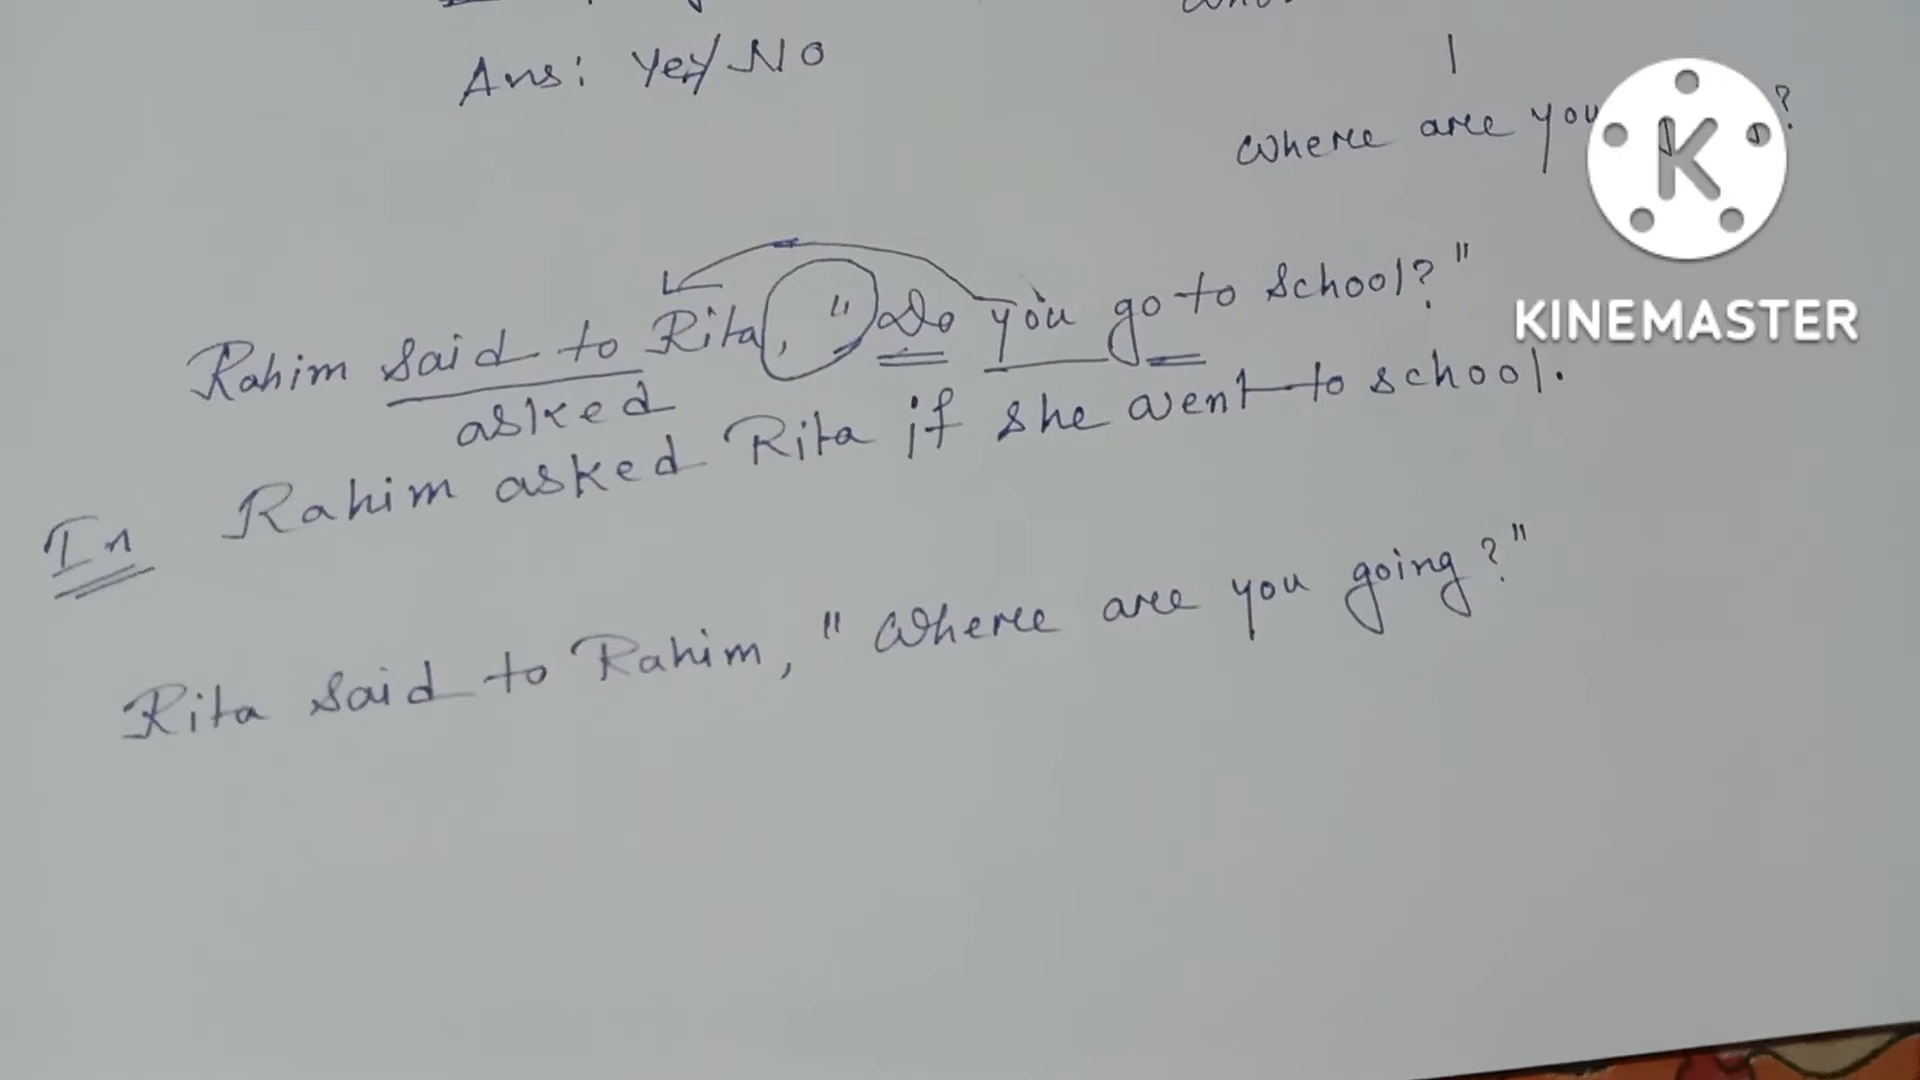 Ans: Yes/No
Where are you ?
Rahim said to Rita, "Do you go to school?"
asked
In Rahim asked Rita if she went to school.
Rita said to Rahim, "Where are you going?"
KINEMASTER